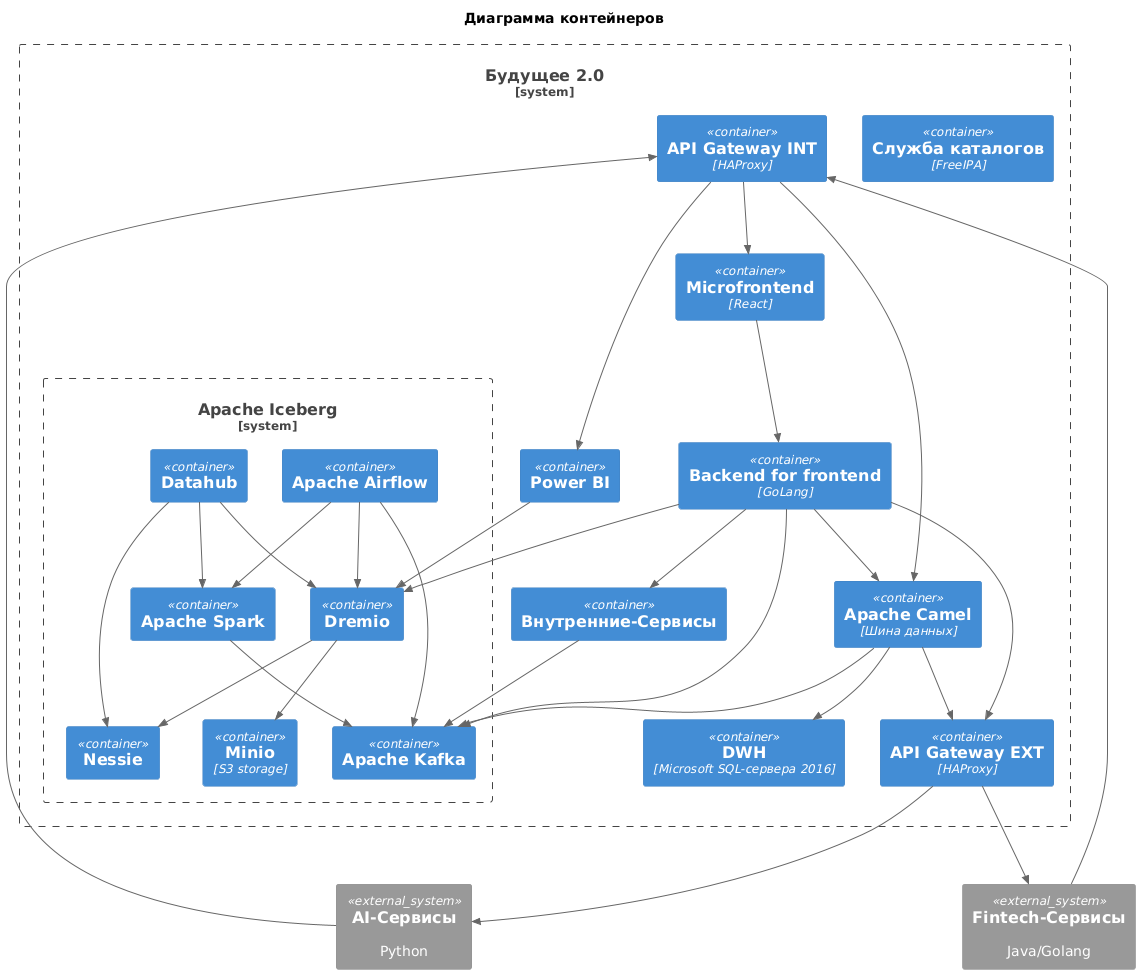 Диаграмма контейнеров
Будущее 2.0
[system]
«container»
API Gateway INT
[HAProxy]
«container»
Служба каталогов
[FreeIPA]
«container»
Microfrontend
[React]
Apache Iceberg
[system]
«container»
Datahub
«container»
Apache Airflow
«container»
Power BI
«container»
Backend for frontend
[GoLang]
«container»
Apache Spark
«container»
Dremio
«container»
Внутренние-Сервисы
«container»
Apache Camel
[Шина данных]
«container»
Nessie
«container»
Minio
[S3 storage]
«container»
Apache Kafka
«container»
DWH
[Microsoft SQL-сервера 2016]
«container»
API Gateway EXT
[HAProxy]
«external_system»
AI-Сервисы
Python
«external_system»
Fintech-Сервисы
Java/Golang